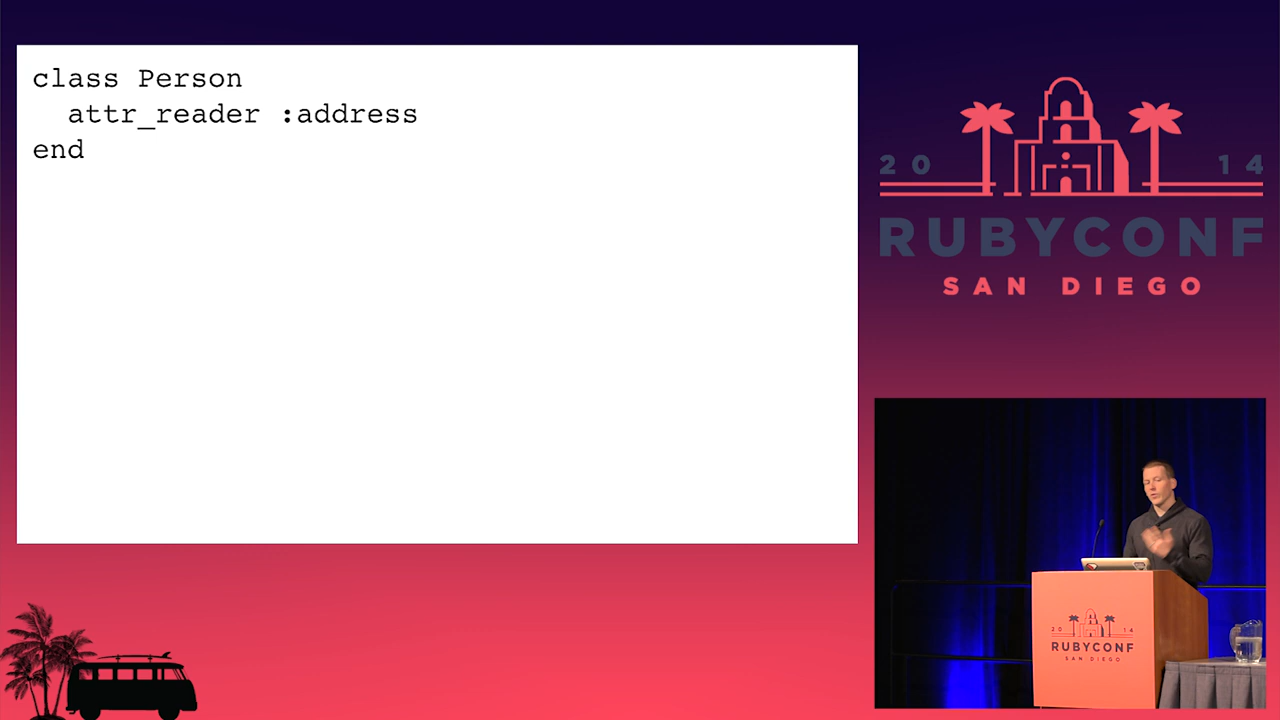 class Person
  attr_reader :address
end
20 14
RUBYCONF
SAN DIEGO
20 14
RUBYCONF
SAN DIEGO